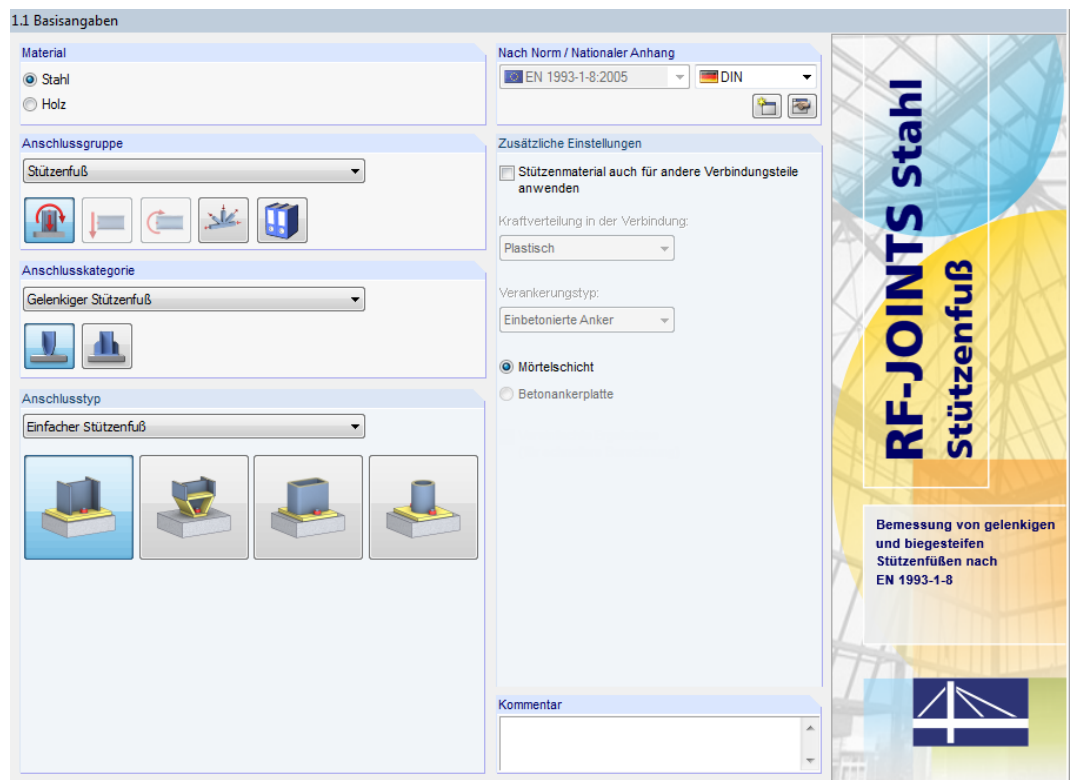 1.1 Basisangaben
Material
Stahl
Holz
Anschlussgruppe
Stützenfuß
Anschlusskategorie
Gelenkiger Stützenfuß
Anschlusstyp
Einfacher Stützenfuß
Nach Norm / Nationaler Anhang
EN 1993-1-8:2005
DIN
Zusätzliche Einstellungen
Stützenmaterial auch für andere Verbindungsteile
anwenden
Kraftverteilung in der Verbindung:
Plastisch
Verankerungstyp:
Einbetonierte Anker
Mörtelschicht
Betonankerplatte
Kommentar
RF-JOINTS Stahl
Stützenfuß
Bemessung von gelenkigen
und biegesteifen
Stützenfüßen nach
EN 1993-1-8